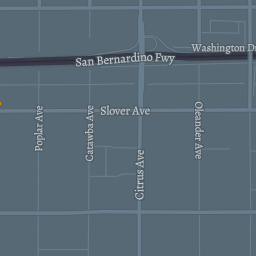 Washington Dr
San Bernardino Fwy
Slover Ave
Poplar Ave
Catawba Ave
Citrus Ave
Oleander Ave